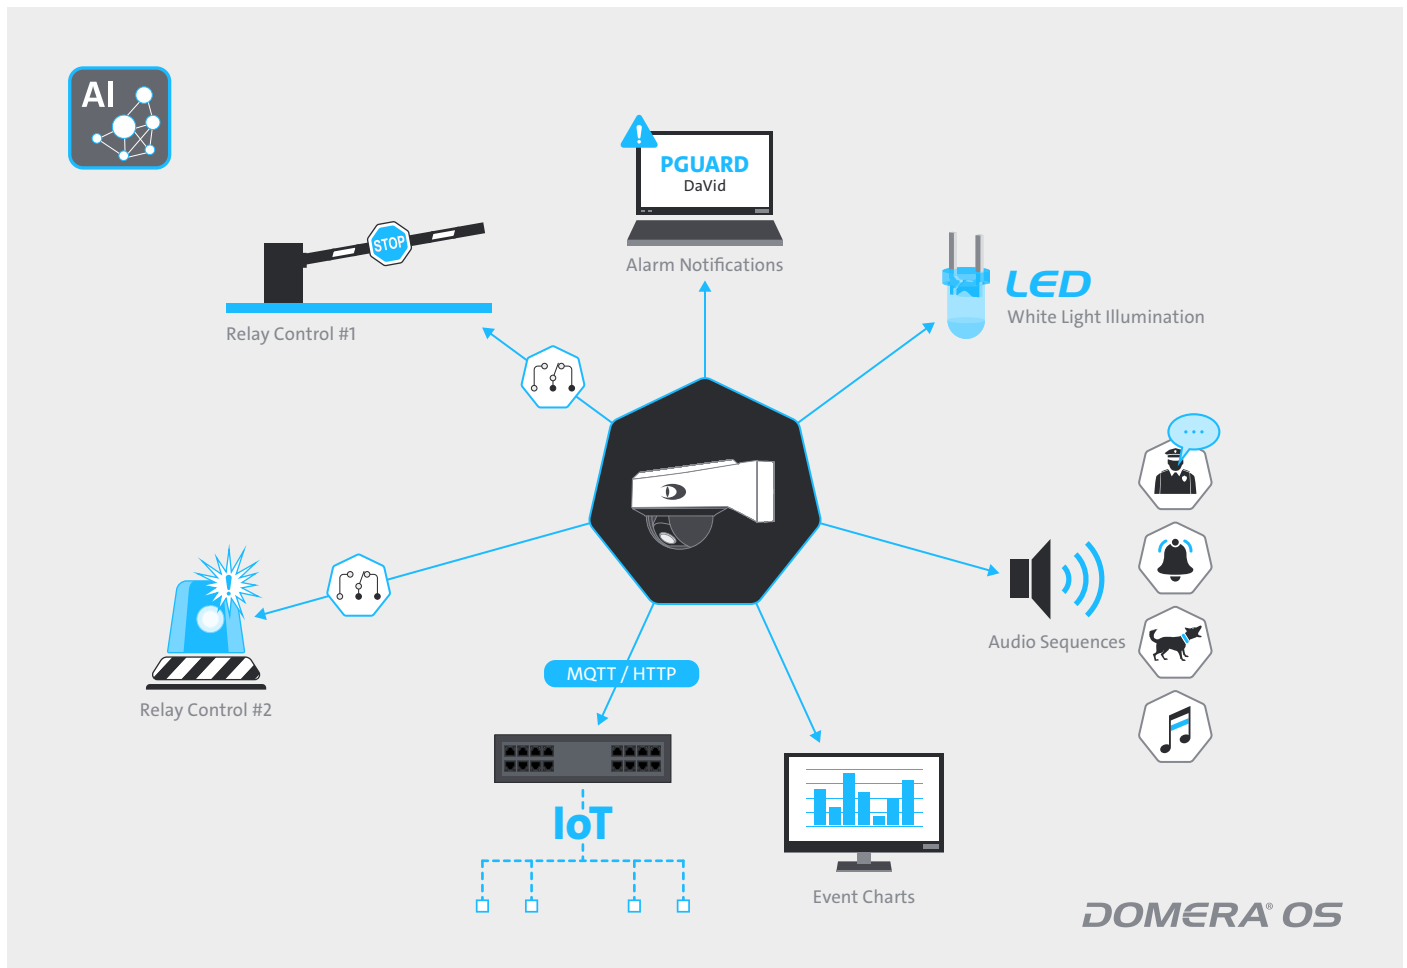 AI
PGUARD
DaVid
Alarm Notifications
STOP
Relay Control #1
LED
White Light Illumination
Audio Sequences
Relay Control #2
MQTT / HTTP
IoT
Event Charts
DOMERA® OS